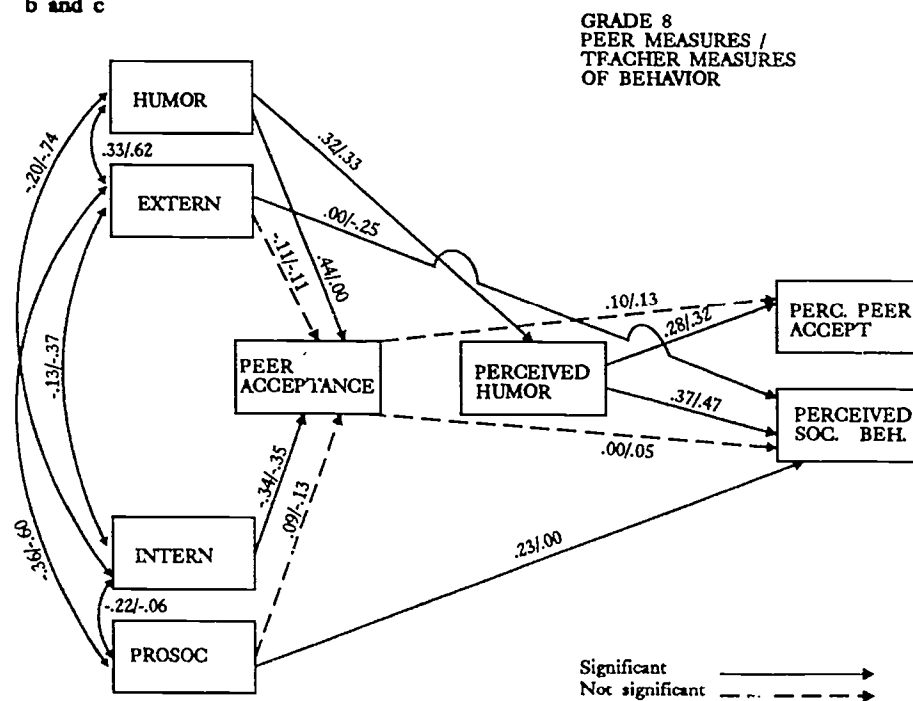 b and c
GRADE 8
PEER MEASURES /
TFACHER MEASURES
OF BEHAVIOR
HUMOR
-.20/-.74
.33/.62
.32/.33
EXTERN
.00/-.25
-.11/-.11
.44/.00
.10/.13
PERC. PEER
ACCEPT
.28/.32
PEER
ACCEPTANCE
PERCEIVED
HUMOR
-.13/-.37
.37/.47
PERCEIVED
SOC. BEH.
.00/.05
-.34/-.35
.09/-.13
INTERN
-.36/-.60
.23/.00
-.22/-.06
PROSOC
Significant
Not significant